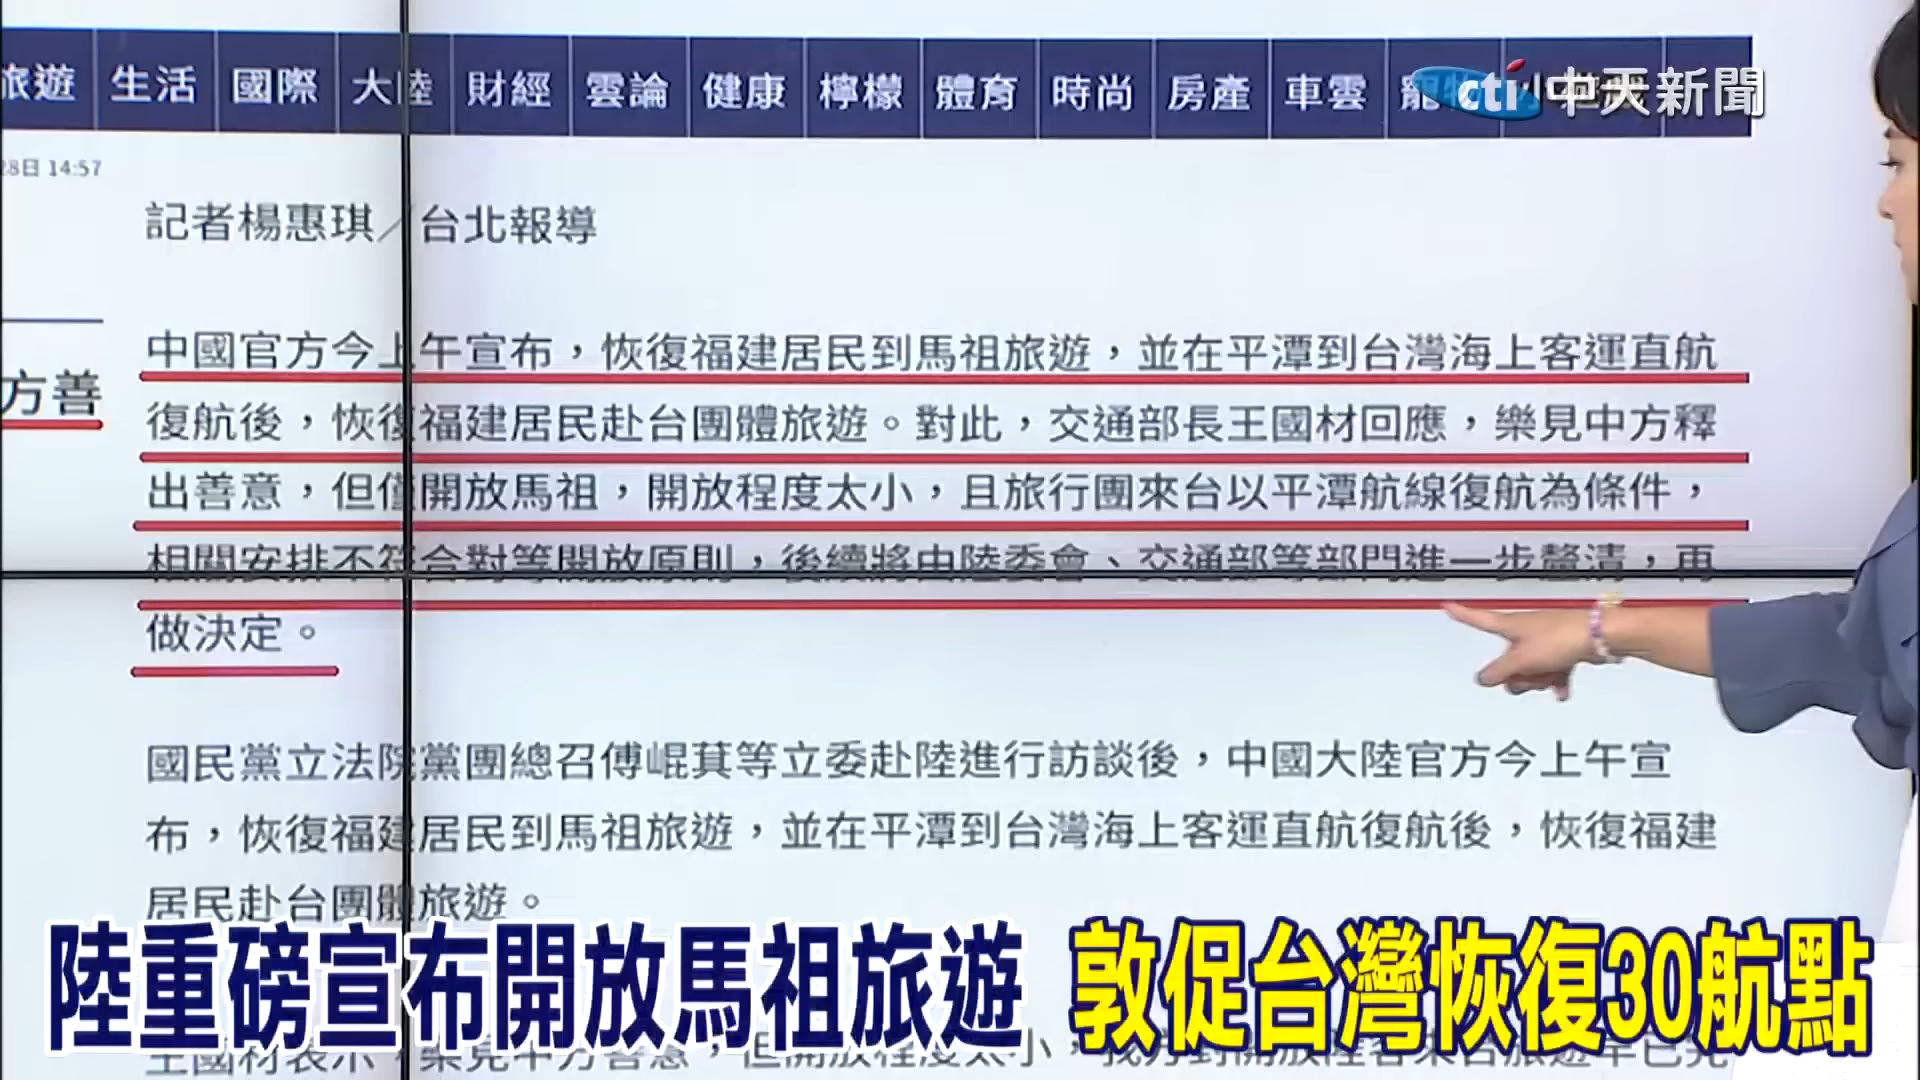 旅遊 生活 國際 大陸 財經 雲論 健康 檸檬 體育 時尚 房產 車雲
cti 中天新聞
28日 14:57
記者楊惠琪／台北報導
方善
中國官方今上午宣布，恢復福建居民到馬祖旅遊，並在平潭到台灣海上客運直航
復航後，恢復福建居民赴台團體旅遊。對此，交通部長王國材回應，樂見中方釋
出善意，但僅開放馬祖，開放程度太小，且旅行團來台以平潭航線復航為條件，
相關安排不符合對等開放原則，後續將由陸委會、交通部等部門進一步釐清，再
做決定。
國民黨立法院黨團總召傅崐萁等立委赴陸進行訪談後，中國大陸官方今上午宣
布，恢復福建居民到馬祖旅遊，並在平潭到台灣海上客運直航復航後，恢復福建
居民赴台團體旅遊。
陸重磅宣布開放馬祖旅遊 敦促台灣恢復30航點